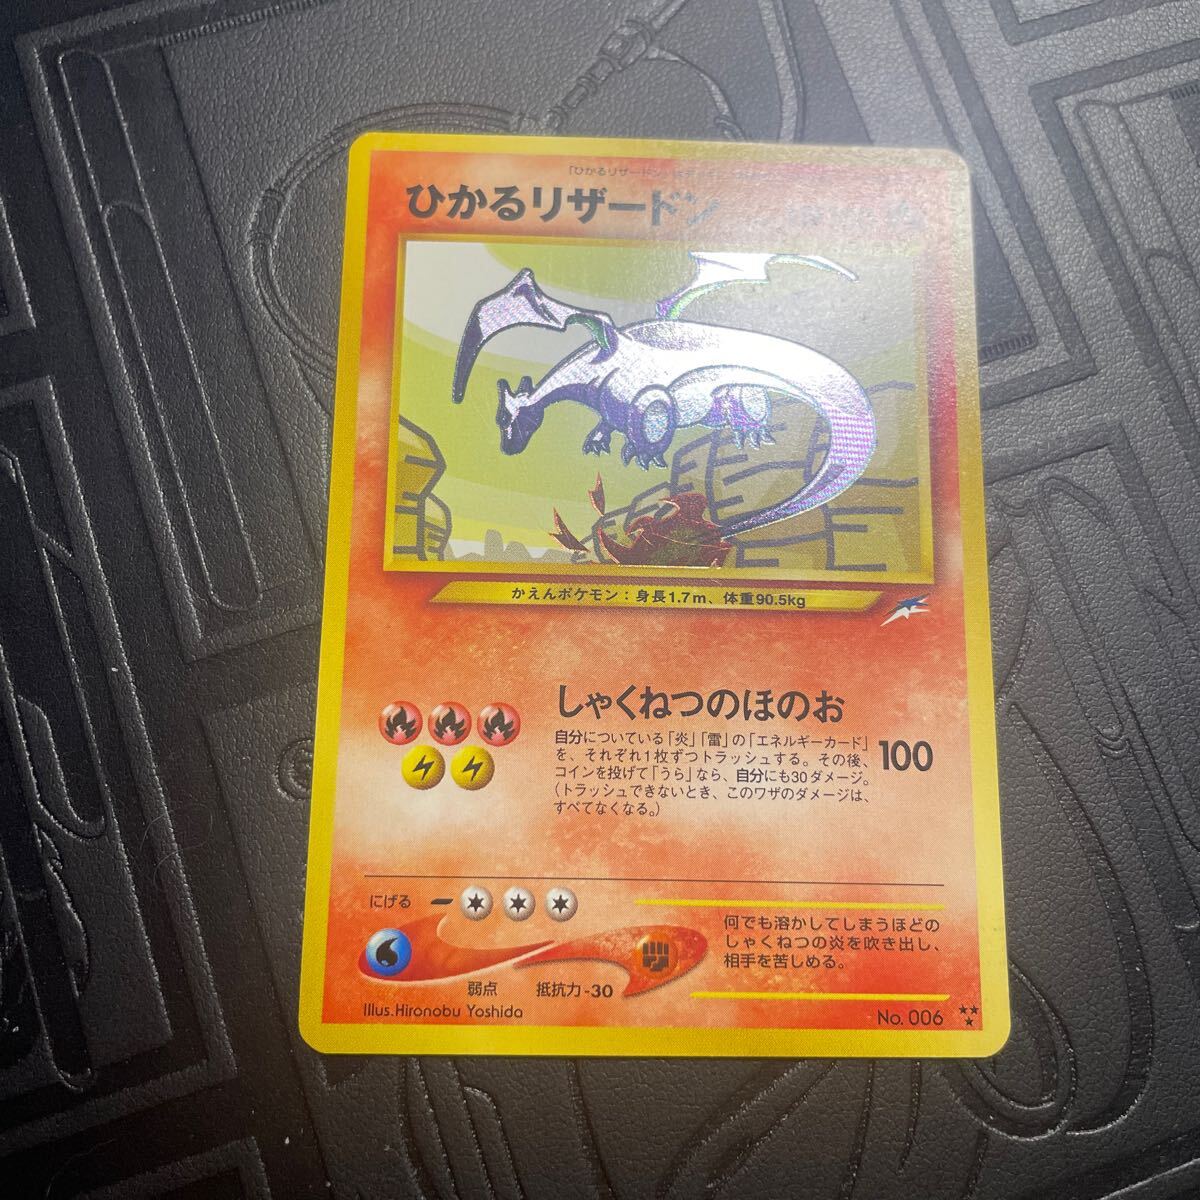 ひかるリザードン
かえんポケモン：身長1.7m、体重90.5kg
しゃくねつのほのお
自分についている「炎」「雷」の「エネルギーカード」
を、それぞれ1枚ずつトラッシュする。その後、
コインを投げて「うら」なら、自分にも30ダメージ。
（トラッシュできないとき、このワザのダメージは、
すべてなくなる。）
100
にげる
何でも溶かしてしまうほどの
しゃくねつの炎を吹き出し、
相手を苦しめる。
弱点 抵抗力-30
Illus.Hironobu Yoshida
No. 006